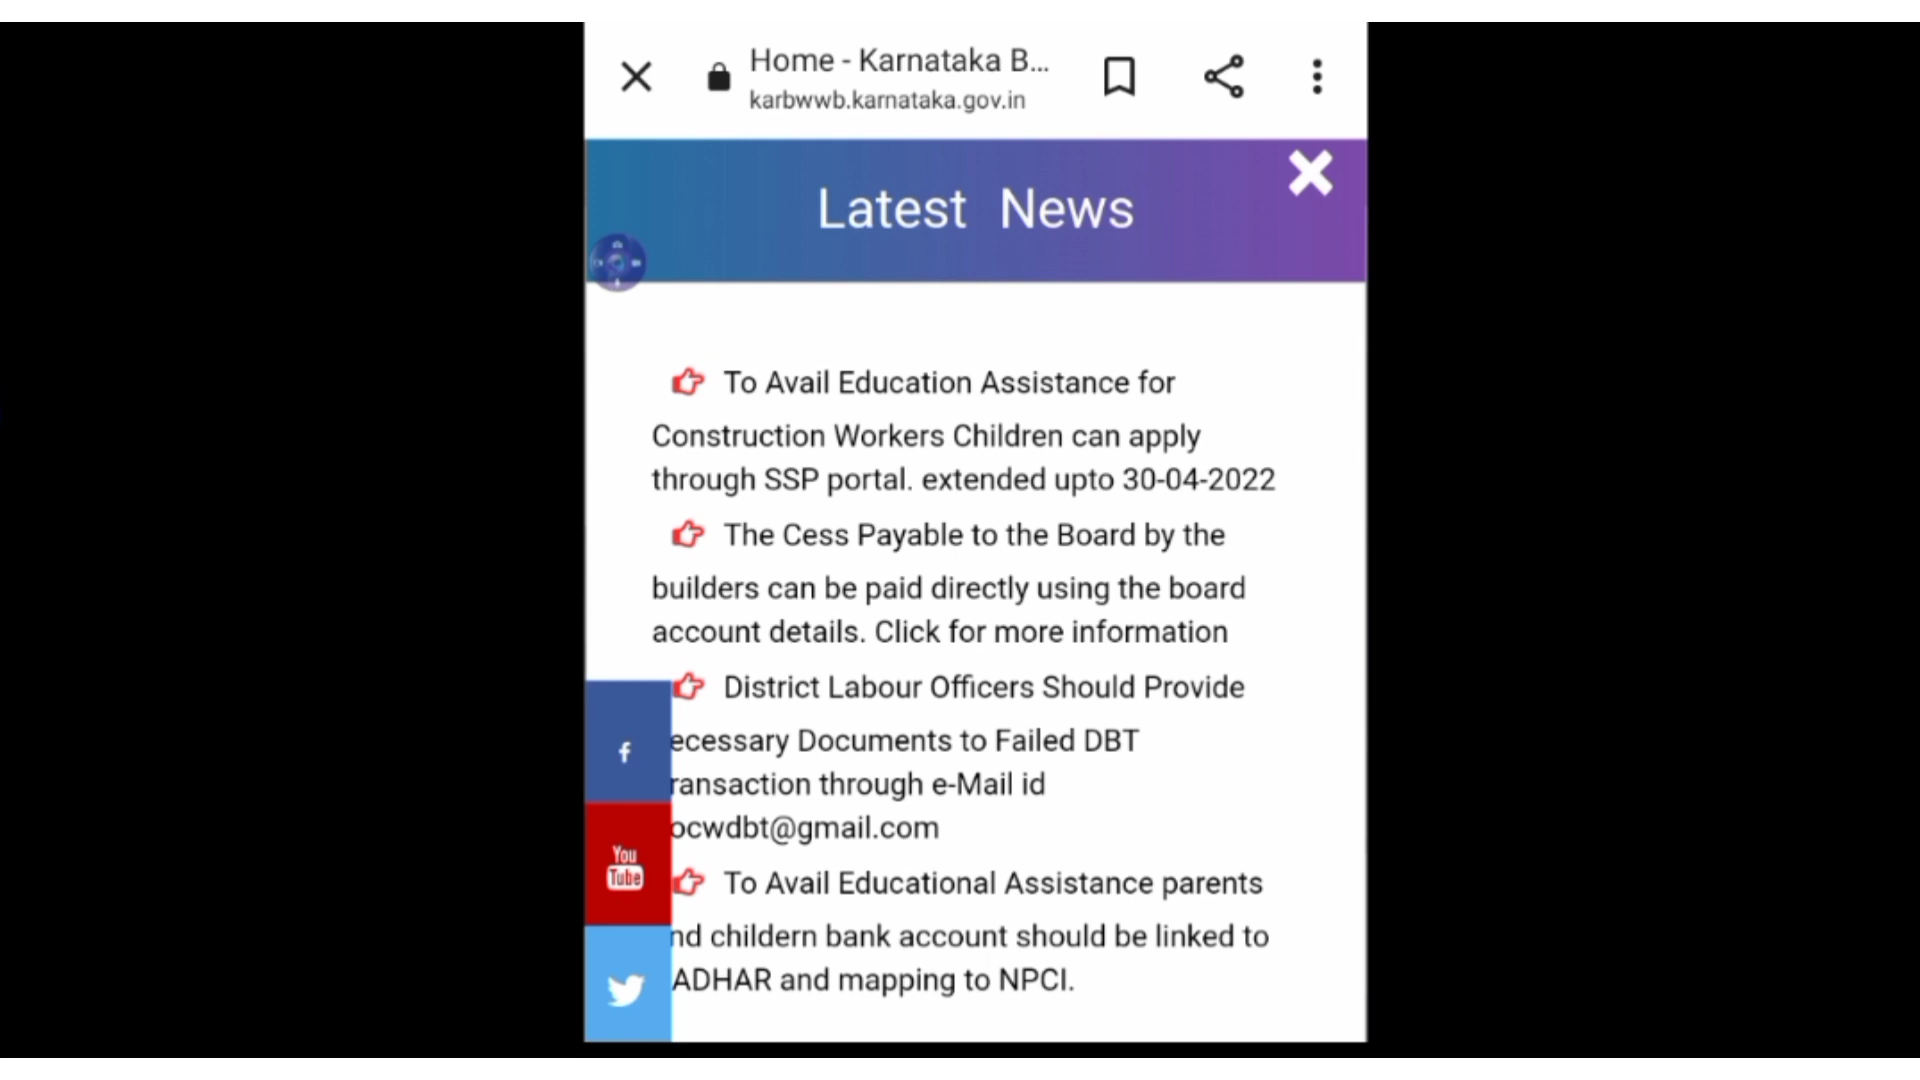 Home - Karnataka B...
karbwwb.karnataka.gov.in
Latest News
To Avail Education Assistance for
Construction Workers Children can apply
through SSP portal. extended upto 30-04-2022
The Cess Payable to the Board by the
builders can be paid directly using the board
account details. Click for more information
District Labour Officers Should Provide
ecessary Documents to Failed DBT
ransaction through e-Mail id
ocwdbt@gmail.com
To Avail Educational Assistance parents
nd childern bank account should be linked to
ADHAR and mapping to NPCI.
f
You
Tube